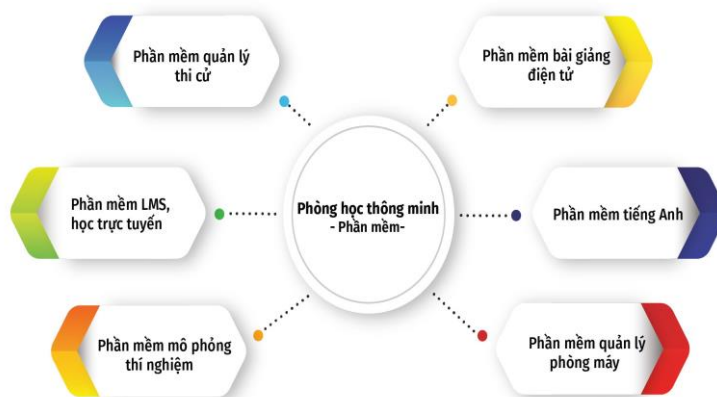 Phần mềm quản lý
thi cử
Phần mềm bài giảng
điện tử
Phần mềm LMS,
học trực tuyến
Phòng học thông minh
- Phần mềm-
Phần mềm tiếng Anh
Phần mềm mô phỏng
thí nghiệm
Phần mềm quản lý
phòng máy